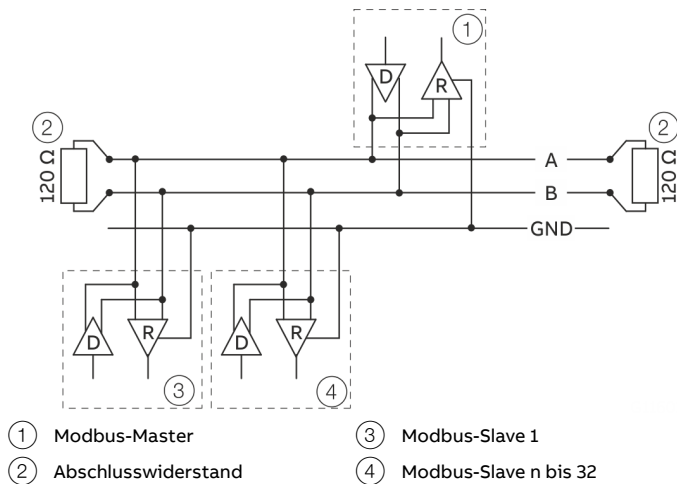 1
D
R
2
120 Ω
2
120 Ω
A
B
GND
D
R
3
D
R
4
1 Modbus-Master
3 Modbus-Slave 1
2 Abschlusswiderstand
4 Modbus-Slave n bis 32